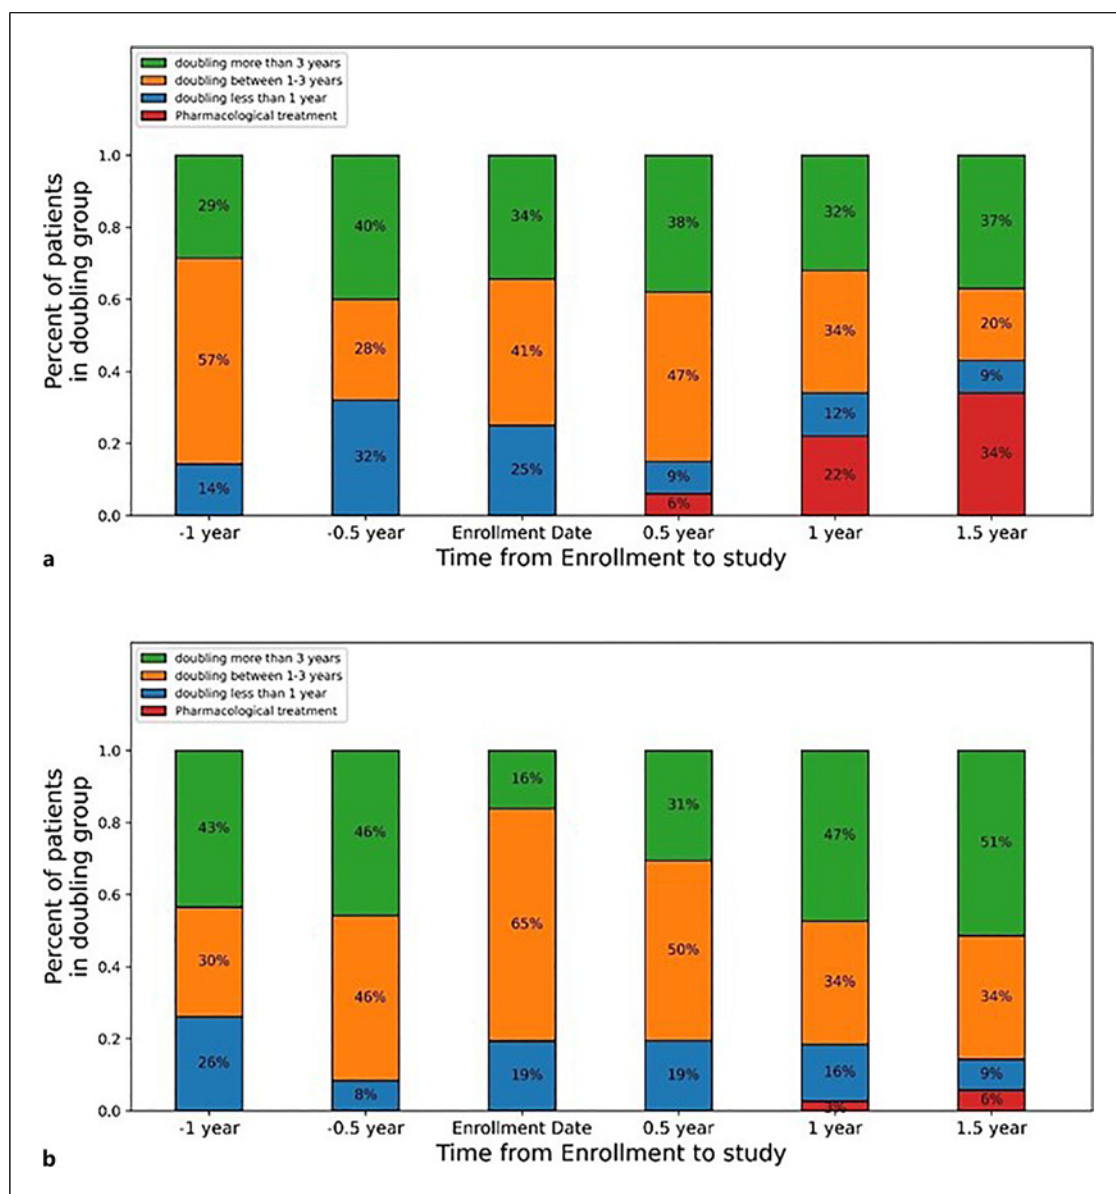 doubling more than 3 years
doubling between 1-3 years
doubling less than 1 year
Pharmacological treatment
Percent of patients
in doubling group
1.0
0.8
0.6
0.4
0.2
0.0
29%
57%
14%
40%
28%
32%
34%
41%
25%
38%
47%
9%
6%
32%
34%
12%
22%
37%
20%
9%
34%
-1 year
-0.5 year
Enrollment Date
0.5 year
1 year
1.5 year
Time from Enrollment to study
a
doubling more than 3 years
doubling between 1-3 years
doubling less than 1 year
Pharmacological treatment
Percent of patients
in doubling group
1.0
0.8
0.6
0.4
0.2
0.0
43%
30%
26%
46%
46%
8%
16%
65%
19%
31%
50%
19%
47%
34%
16%
3%
51%
34%
9%
6%
-1 year
-0.5 year
Enrollment Date
0.5 year
1 year
1.5 year
Time from Enrollment to study
b